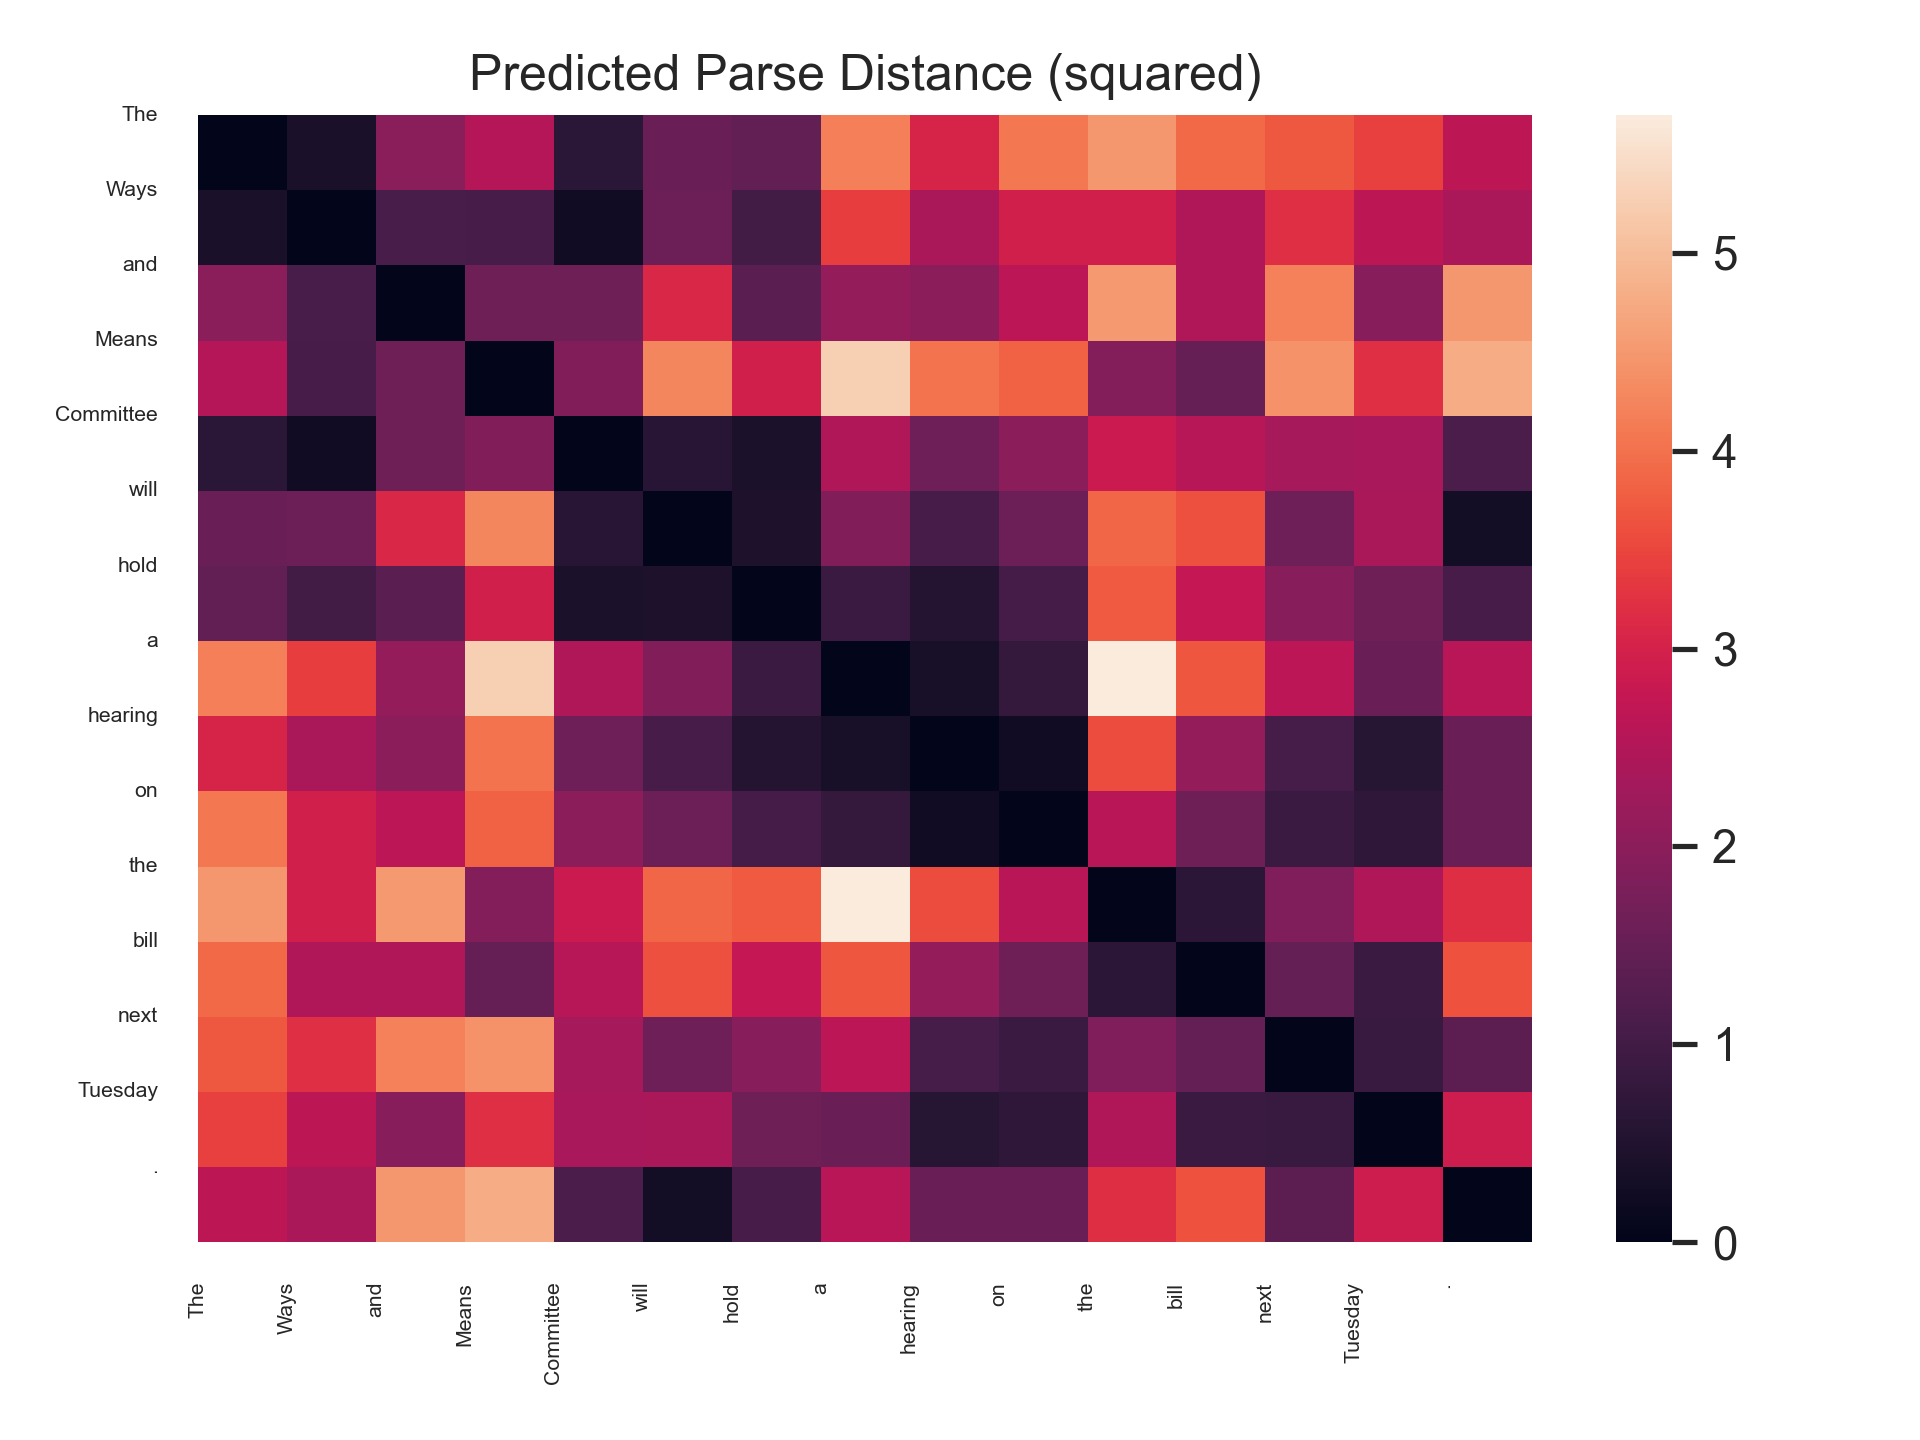 Predicted Parse Distance (squared)
The
Ways
and
Means
Committee
will
hold
a
hearing
on
the
bill
next
Tuesday
.
5
4
3
2
1
0
The
Ways
and
Means
Committee
will
hold
a
hearing
on
the
bill
next
Tuesday
.